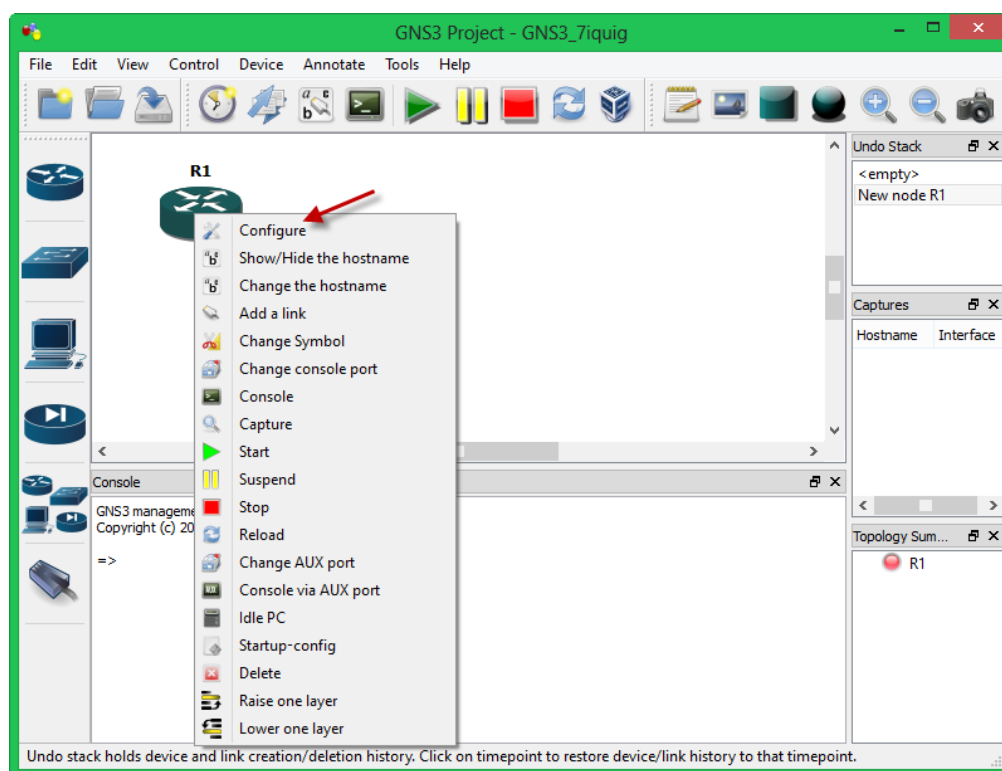 GNS3 Project - GNS3_7iquig
File Edit View Control Device Annotate Tools Help
R1
Configure
Show/Hide the hostname
Change the hostname
Add a link
Change Symbol
Change console port
Console
Capture
Start
Suspend
Stop
Reload
Change AUX port
Console via AUX port
Idle PC
Startup-config
Delete
Raise one layer
Lower one layer
Console
GNS3 manageme
Copyright (c) 20
=>
Undo Stack
<empty>
New node R1
Captures
Hostname Interface
Topology Sum...
R1
Undo stack holds device and link creation/deletion history. Click on timepoint to restore device/link history to that timepoint.